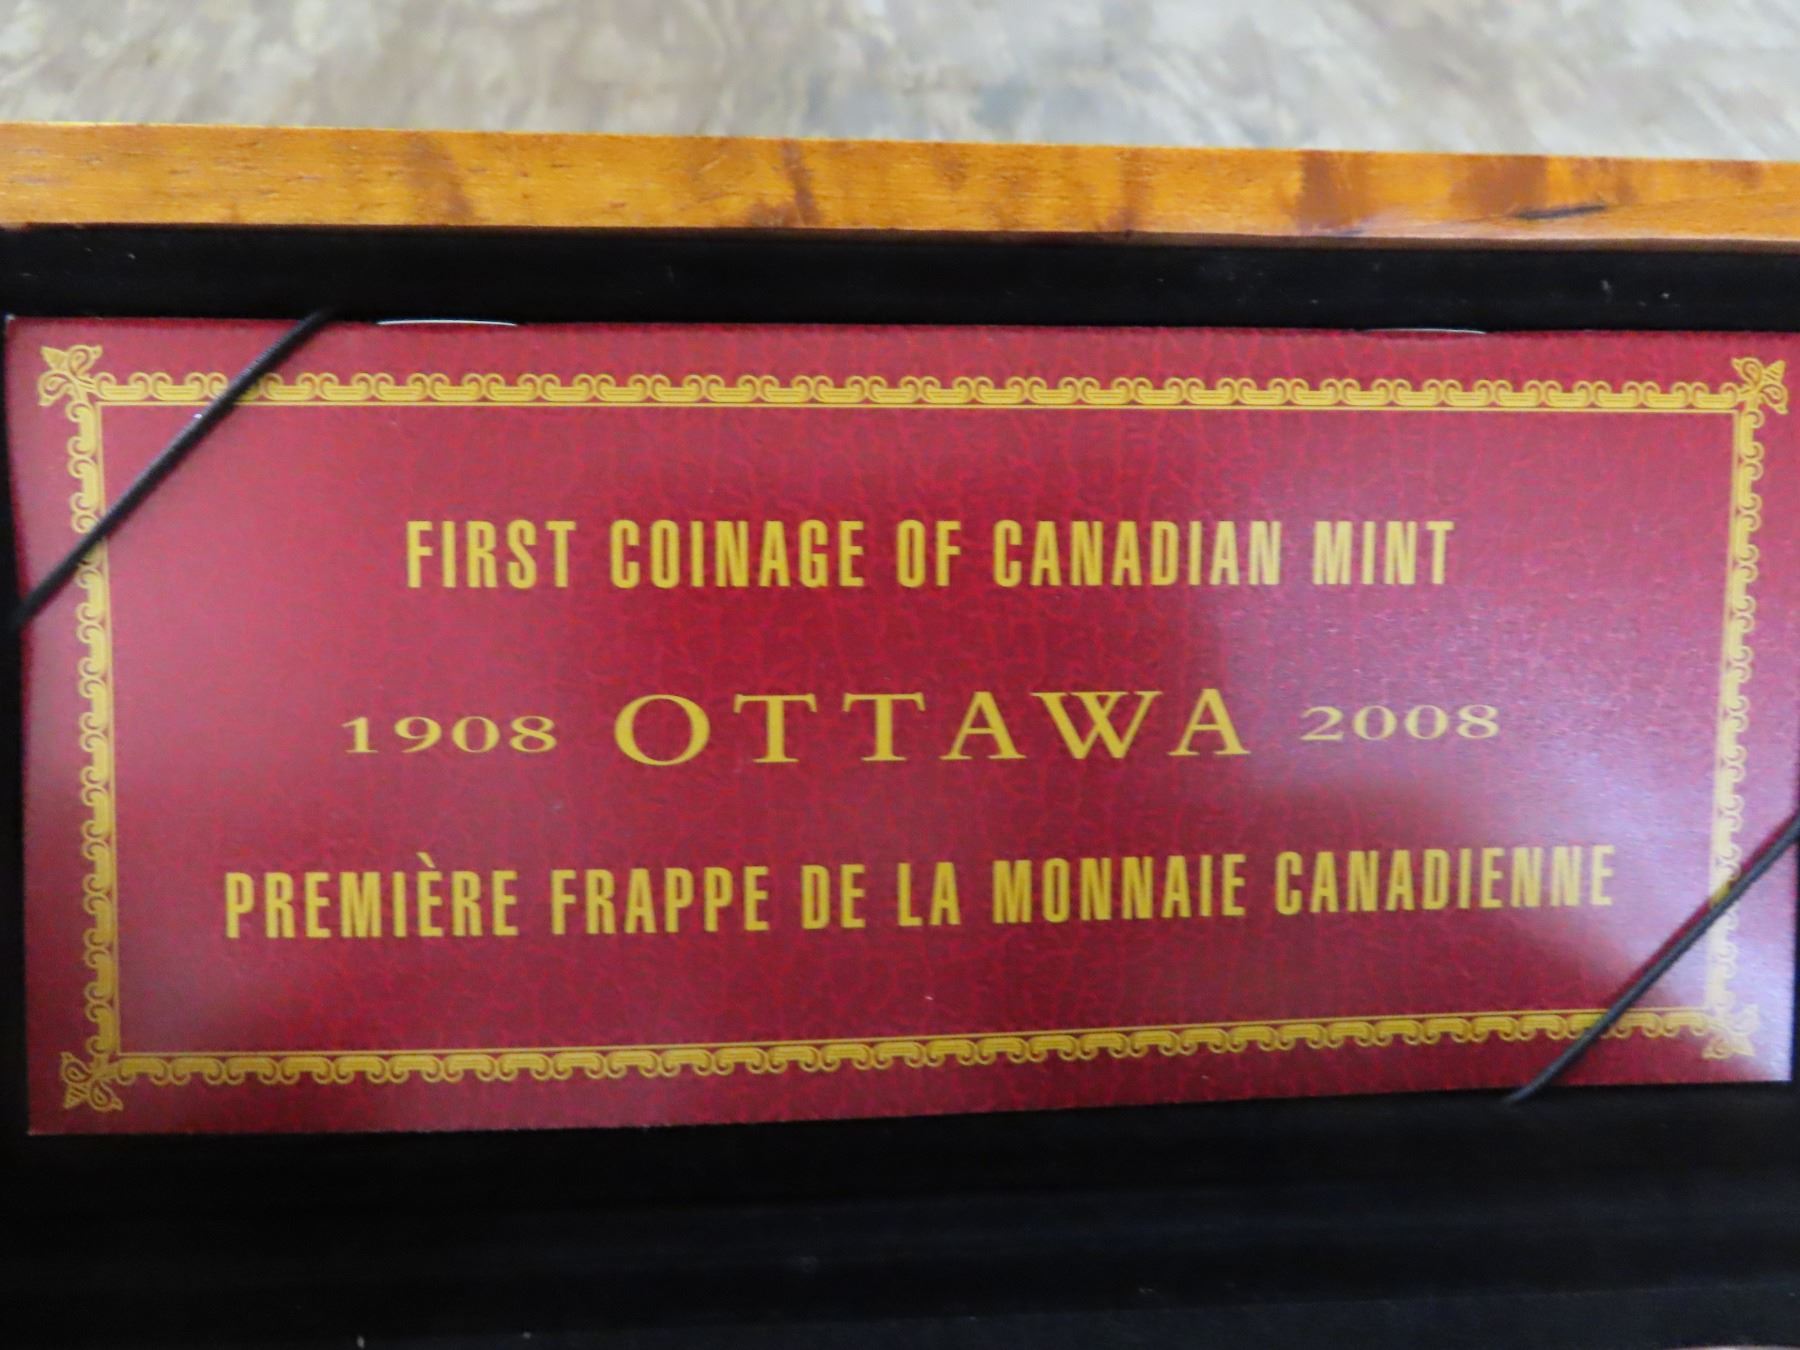 FIRST COINAGE OF CANADIAN MINT
1908 OTTAWA 2008
PREMIÈRE FRAPPE DE LA MONNAIE CANADIENNE